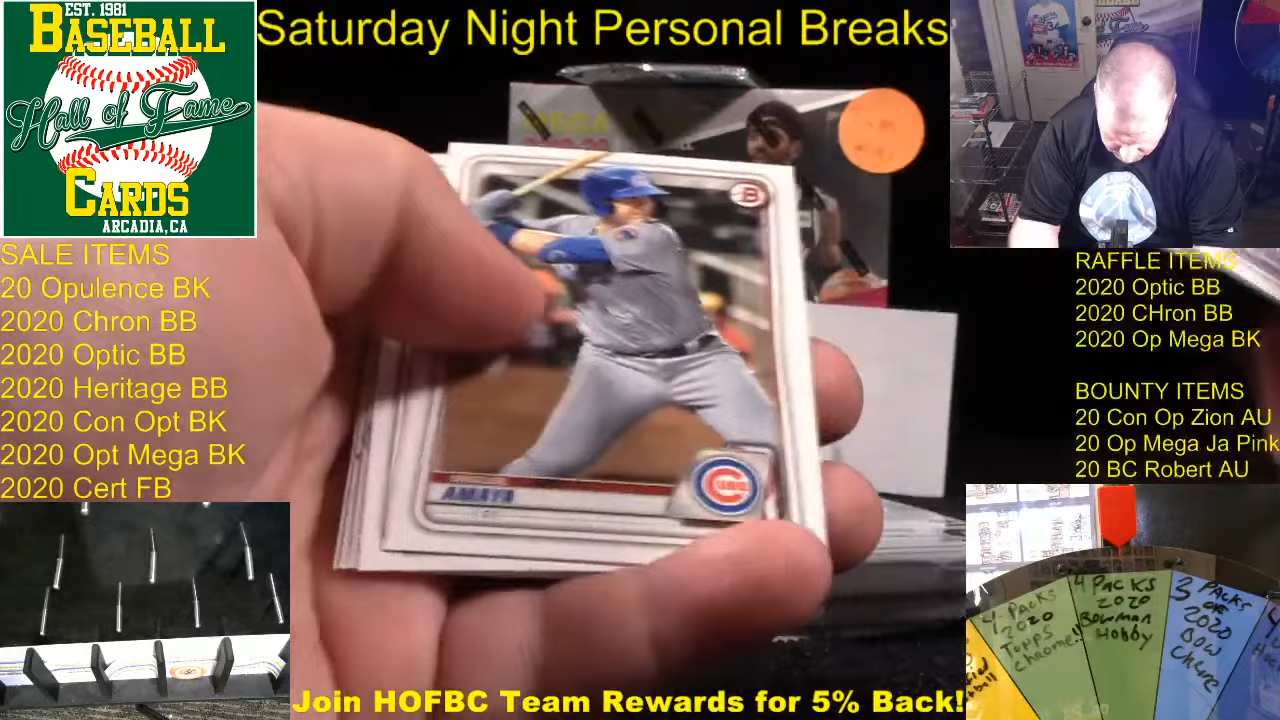 EST. 1981
BASEBALL
Hall of Fame
CARDS
ARCADIA, CA
Saturday Night Personal Breaks
SALE ITEMS
20 Opulence BK
2020 Chron BB
2020 Optic BB
2020 Heritage BB
2020 Con Opt BK
2020 Opt Mega BK
2020 Cert FB
MEGA
B
AMAYA
CUBS
RAFFLE ITEMS
2020 Optic BB
2020 CHron BB
2020 Op Mega BK
BOUNTY ITEMS
20 Con Op Zion AU
20 Op Mega Ja Pink
20 BC Robert AU
4 PACKS
2020
TOPPS
Chrome!!
4 PACKS
2020
BOWMAN
HOBBY
3 PACKS
OF
2020
BOW
Chrome
Join HOFBC Team Rewards for 5% Back!